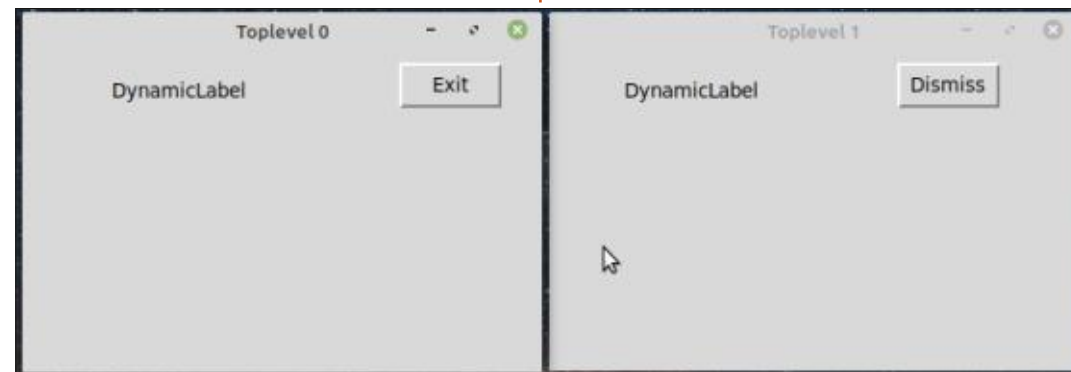 Toplevel 0
DynamicLabel
Exit
Toplevel 1
DynamicLabel
Dismiss